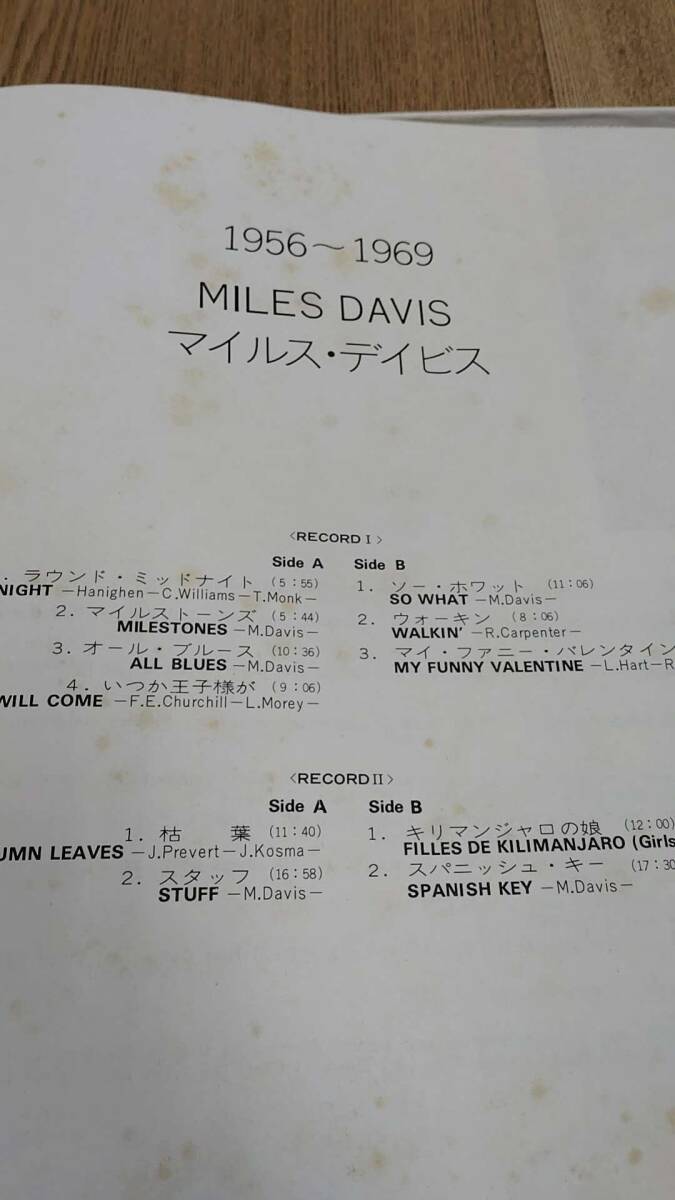 1956～1969
MILES DAVIS
マイルス・デイビス
〈RECORD I〉
Side A
. ラウンド・ミッドナイト (5:55)
NIGHT —Hanighen—C.Williams—T.Monk—
2. マイルストーンズ (5:44)
MILESTONES —M.Davis—
3. オール・ブルース (10:36)
ALL BLUES —M.Davis—
4. いつか王子様が (9:06)
WILL COME —F.E.Churchill—L.Morey—
Side B
1. ソー・ホワット (11:06)
SO WHAT —M.Davis—
2. ウォーキン (8:06)
WALKIN' —R.Carpenter—
3. マイ・ファニー・バレンタイン
MY FUNNY VALENTINE —L.Hart—R
〈RECORD II〉
Side A
1. 枯 葉 (11:40)
UMN LEAVES —J.Prevert—J.Kosma—
2. スタッフ (16:58)
STUFF —M.Davis—
Side B
1. キリマンジャロの娘 (12:00)
FILLES DE KILIMANJARO (Girls
2. スパニッシュ・キー (17:30
SPANISH KEY —M.Davis—